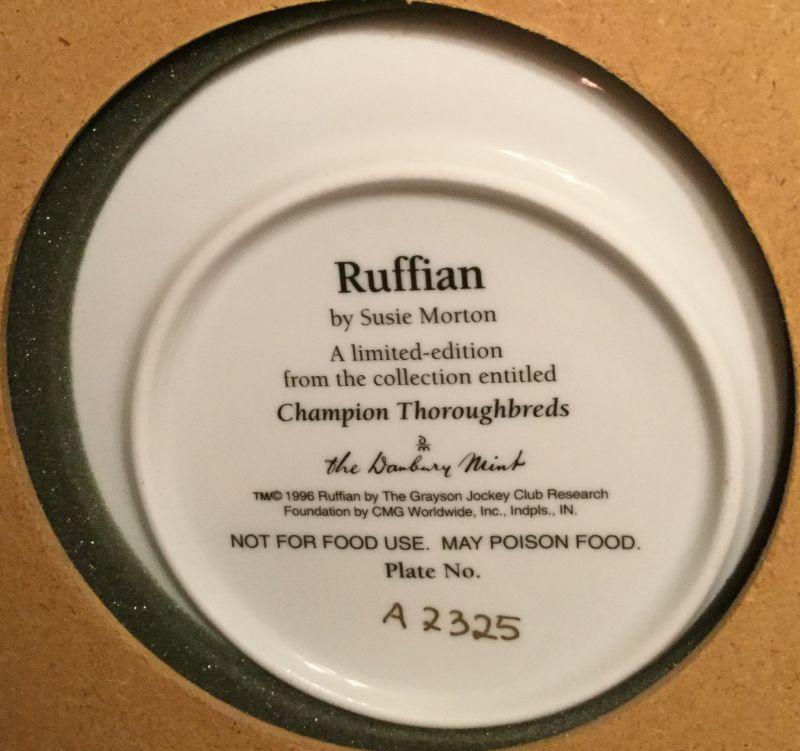 Ruffian
by Susie Morton
A limited-edition
from the collection entitled
Champion Thoroughbreds
DM
the Danbury Mint
TM/© 1996 Ruffian by The Grayson Jockey Club Research
Foundation by CMG Worldwide, Inc., Indpls., IN.
NOT FOR FOOD USE. MAY POISON FOOD.
Plate No.
A 2325